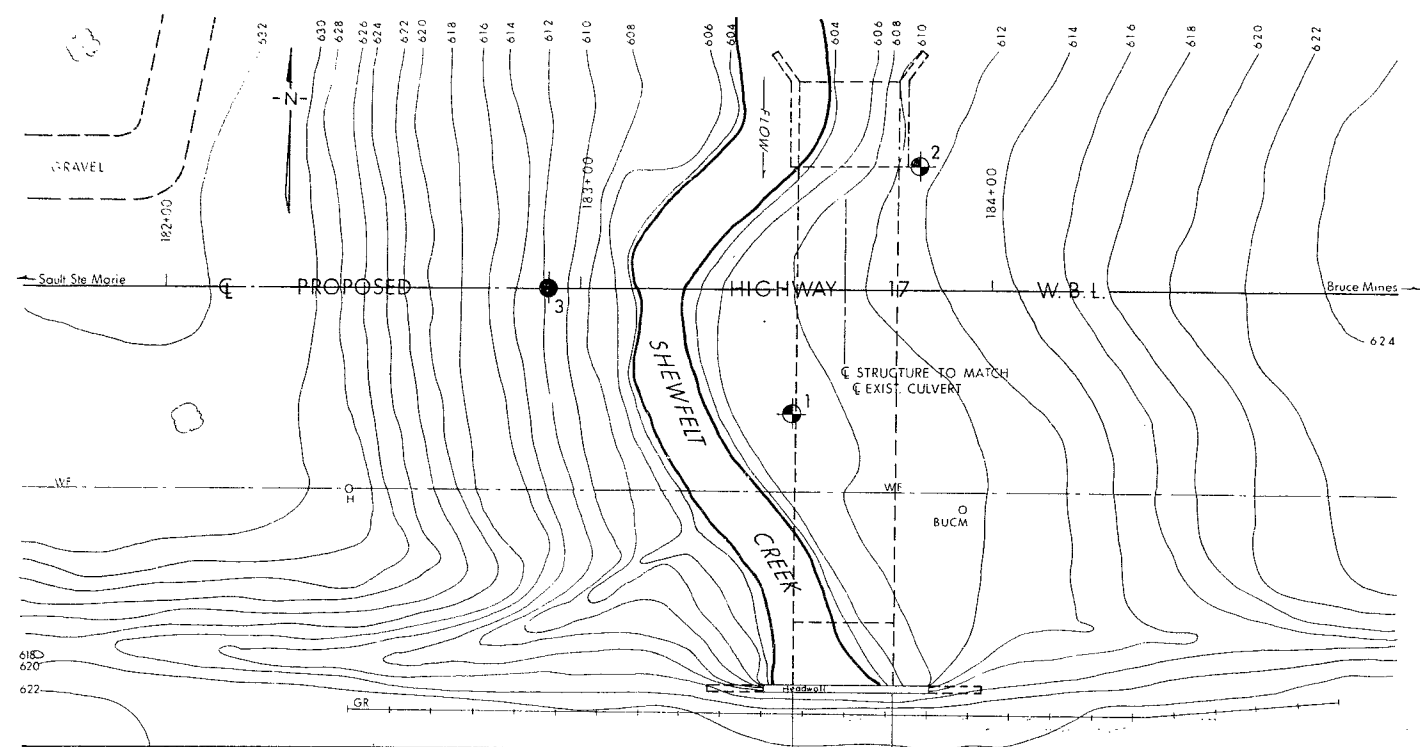 632
630
628
626
624
622
620
618
616
614
612
610
608
606
604
604
606
608
610
612
614
616
618
620
622
-N-
FLOW
GRAVEL
2
182+00
183+00
184+00
Sault Ste Marie
℄ PROPOSED HIGHWAY 17 W.B.L.
Bruce Mines
3
624
SHEWFELT
℄ STRUCTURE TO MATCH
℄ EXIST CULVERT
1
WF
WF
H
BUCM
CREEK
618
620
622
Headwall
GR